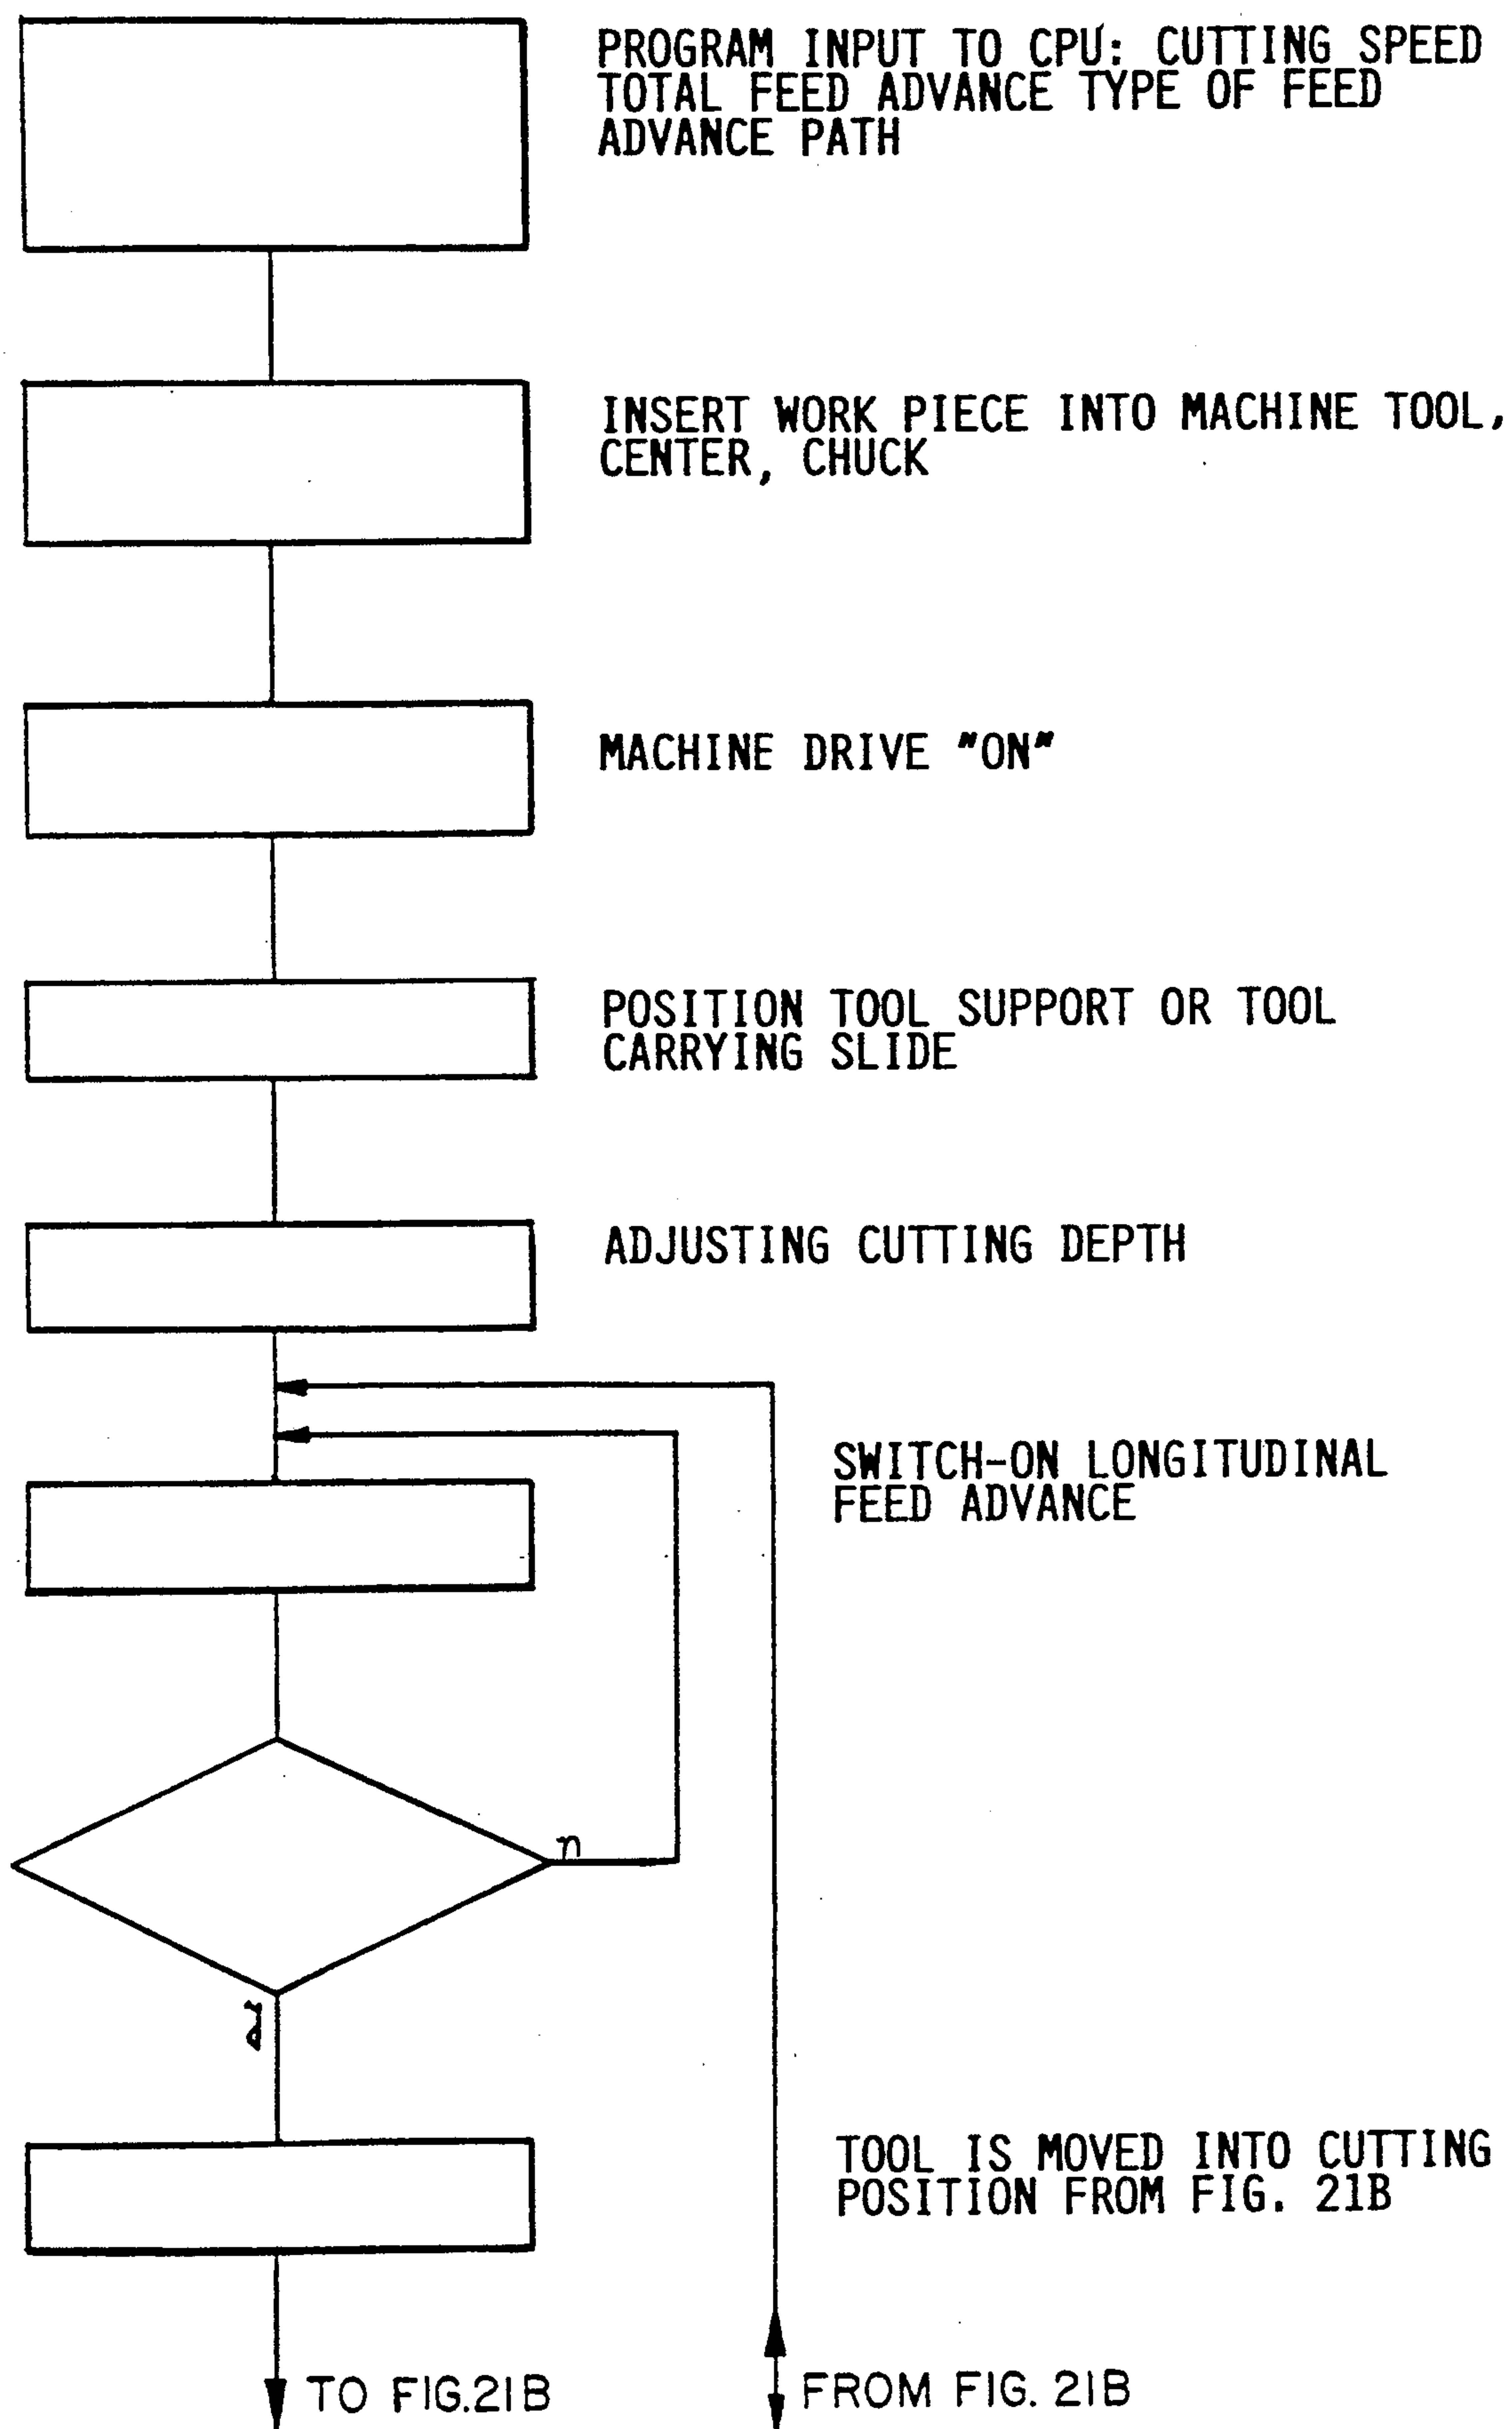 PROGRAM INPUT TO CPU: CUTTING SPEED
TOTAL FEED ADVANCE TYPE OF FEED
ADVANCE PATH
INSERT WORK PIECE INTO MACHINE TOOL,
CENTER, CHUCK
MACHINE DRIVE "ON"
POSITION TOOL SUPPORT OR TOOL
CARRYING SLIDE
ADJUSTING CUTTING DEPTH
SWITCH-ON LONGITUDINAL
FEED ADVANCE
n
TOOL IS MOVED INTO CUTTING
POSITION FROM FIG. 21B
TO FIG.21B
FROM FIG. 21B